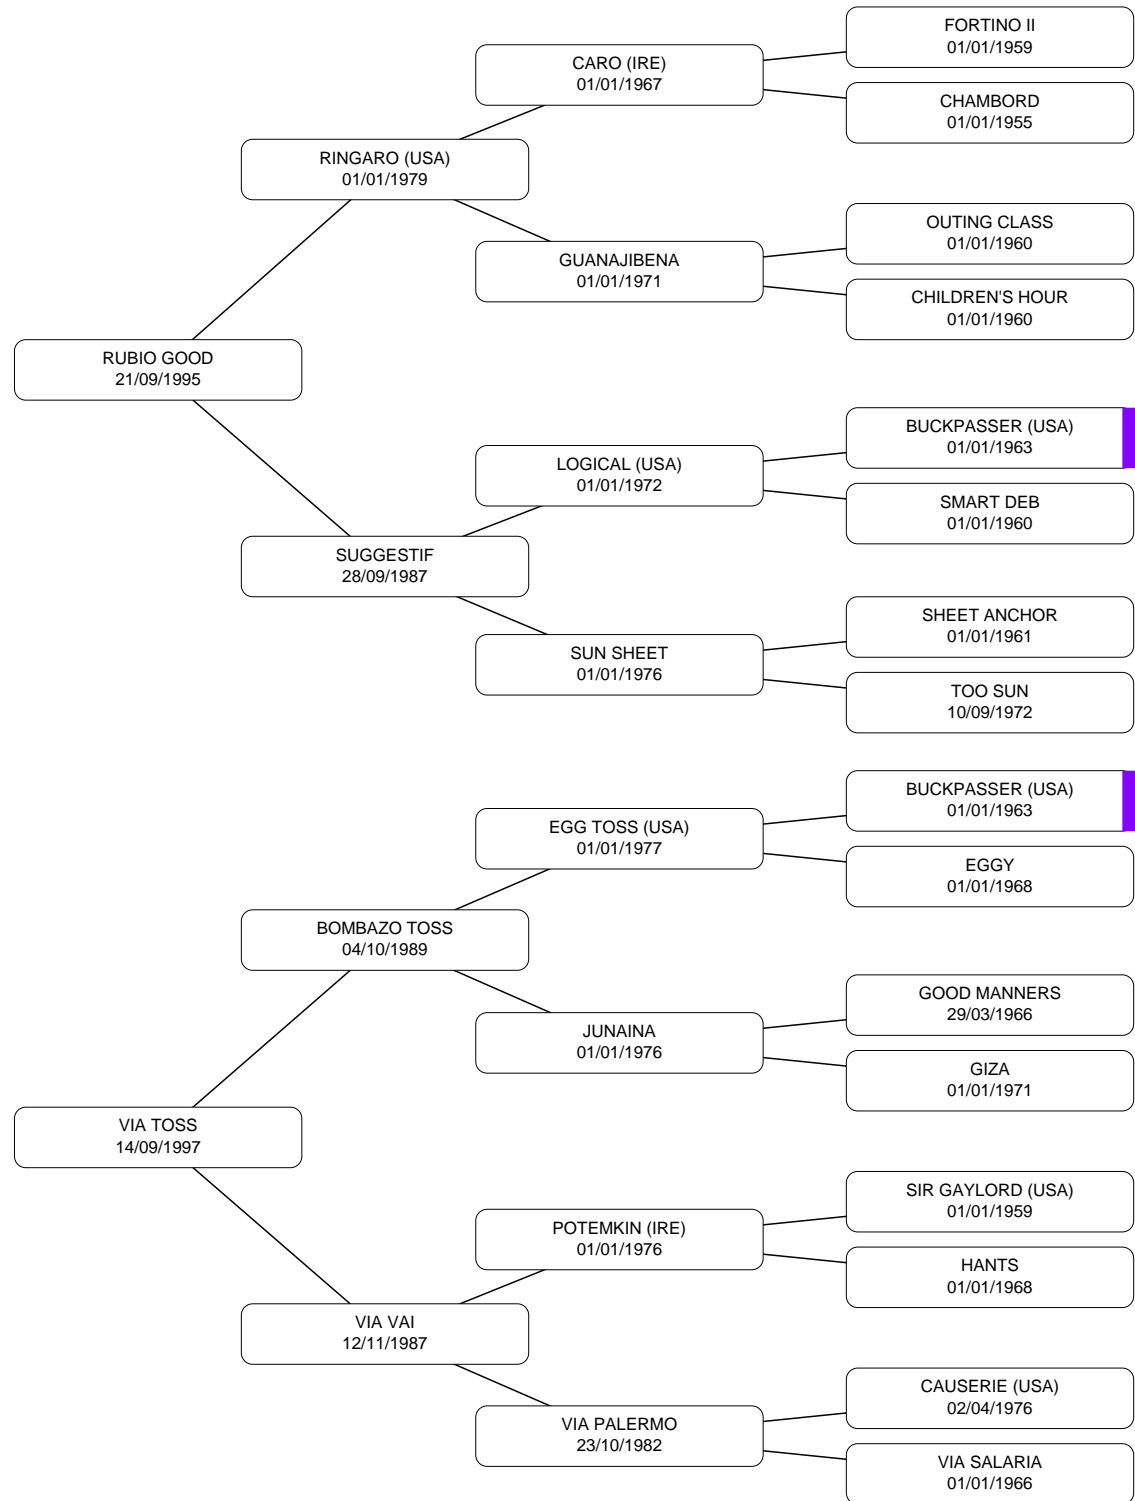 FORTINO II
01/01/1959
CARO (IRE)
01/01/1967
CHAMBORD
01/01/1955
RINGARO (USA)
01/01/1979
OUTING CLASS
01/01/1960
GUANAJIBENA
01/01/1971
CHILDREN'S HOUR
01/01/1960
RUBIO GOOD
21/09/1995
BUCKPASSER (USA)
01/01/1963
LOGICAL (USA)
01/01/1972
SMART DEB
01/01/1960
SUGGESTIF
28/09/1987
SHEET ANCHOR
01/01/1961
SUN SHEET
01/01/1976
TOO SUN
10/09/1972
BUCKPASSER (USA)
01/01/1963
EGG TOSS (USA)
01/01/1977
EGGY
01/01/1968
BOMBAZO TOSS
04/10/1989
GOOD MANNERS
29/03/1966
JUNAINA
01/01/1976
GIZA
01/01/1971
VIA TOSS
14/09/1997
SIR GAYLORD (USA)
01/01/1959
POTEMKIN (IRE)
01/01/1976
HANTS
01/01/1968
VIA VAI
12/11/1987
CAUSERIE (USA)
02/04/1976
VIA PALERMO
23/10/1982
VIA SALARIA
01/01/1966